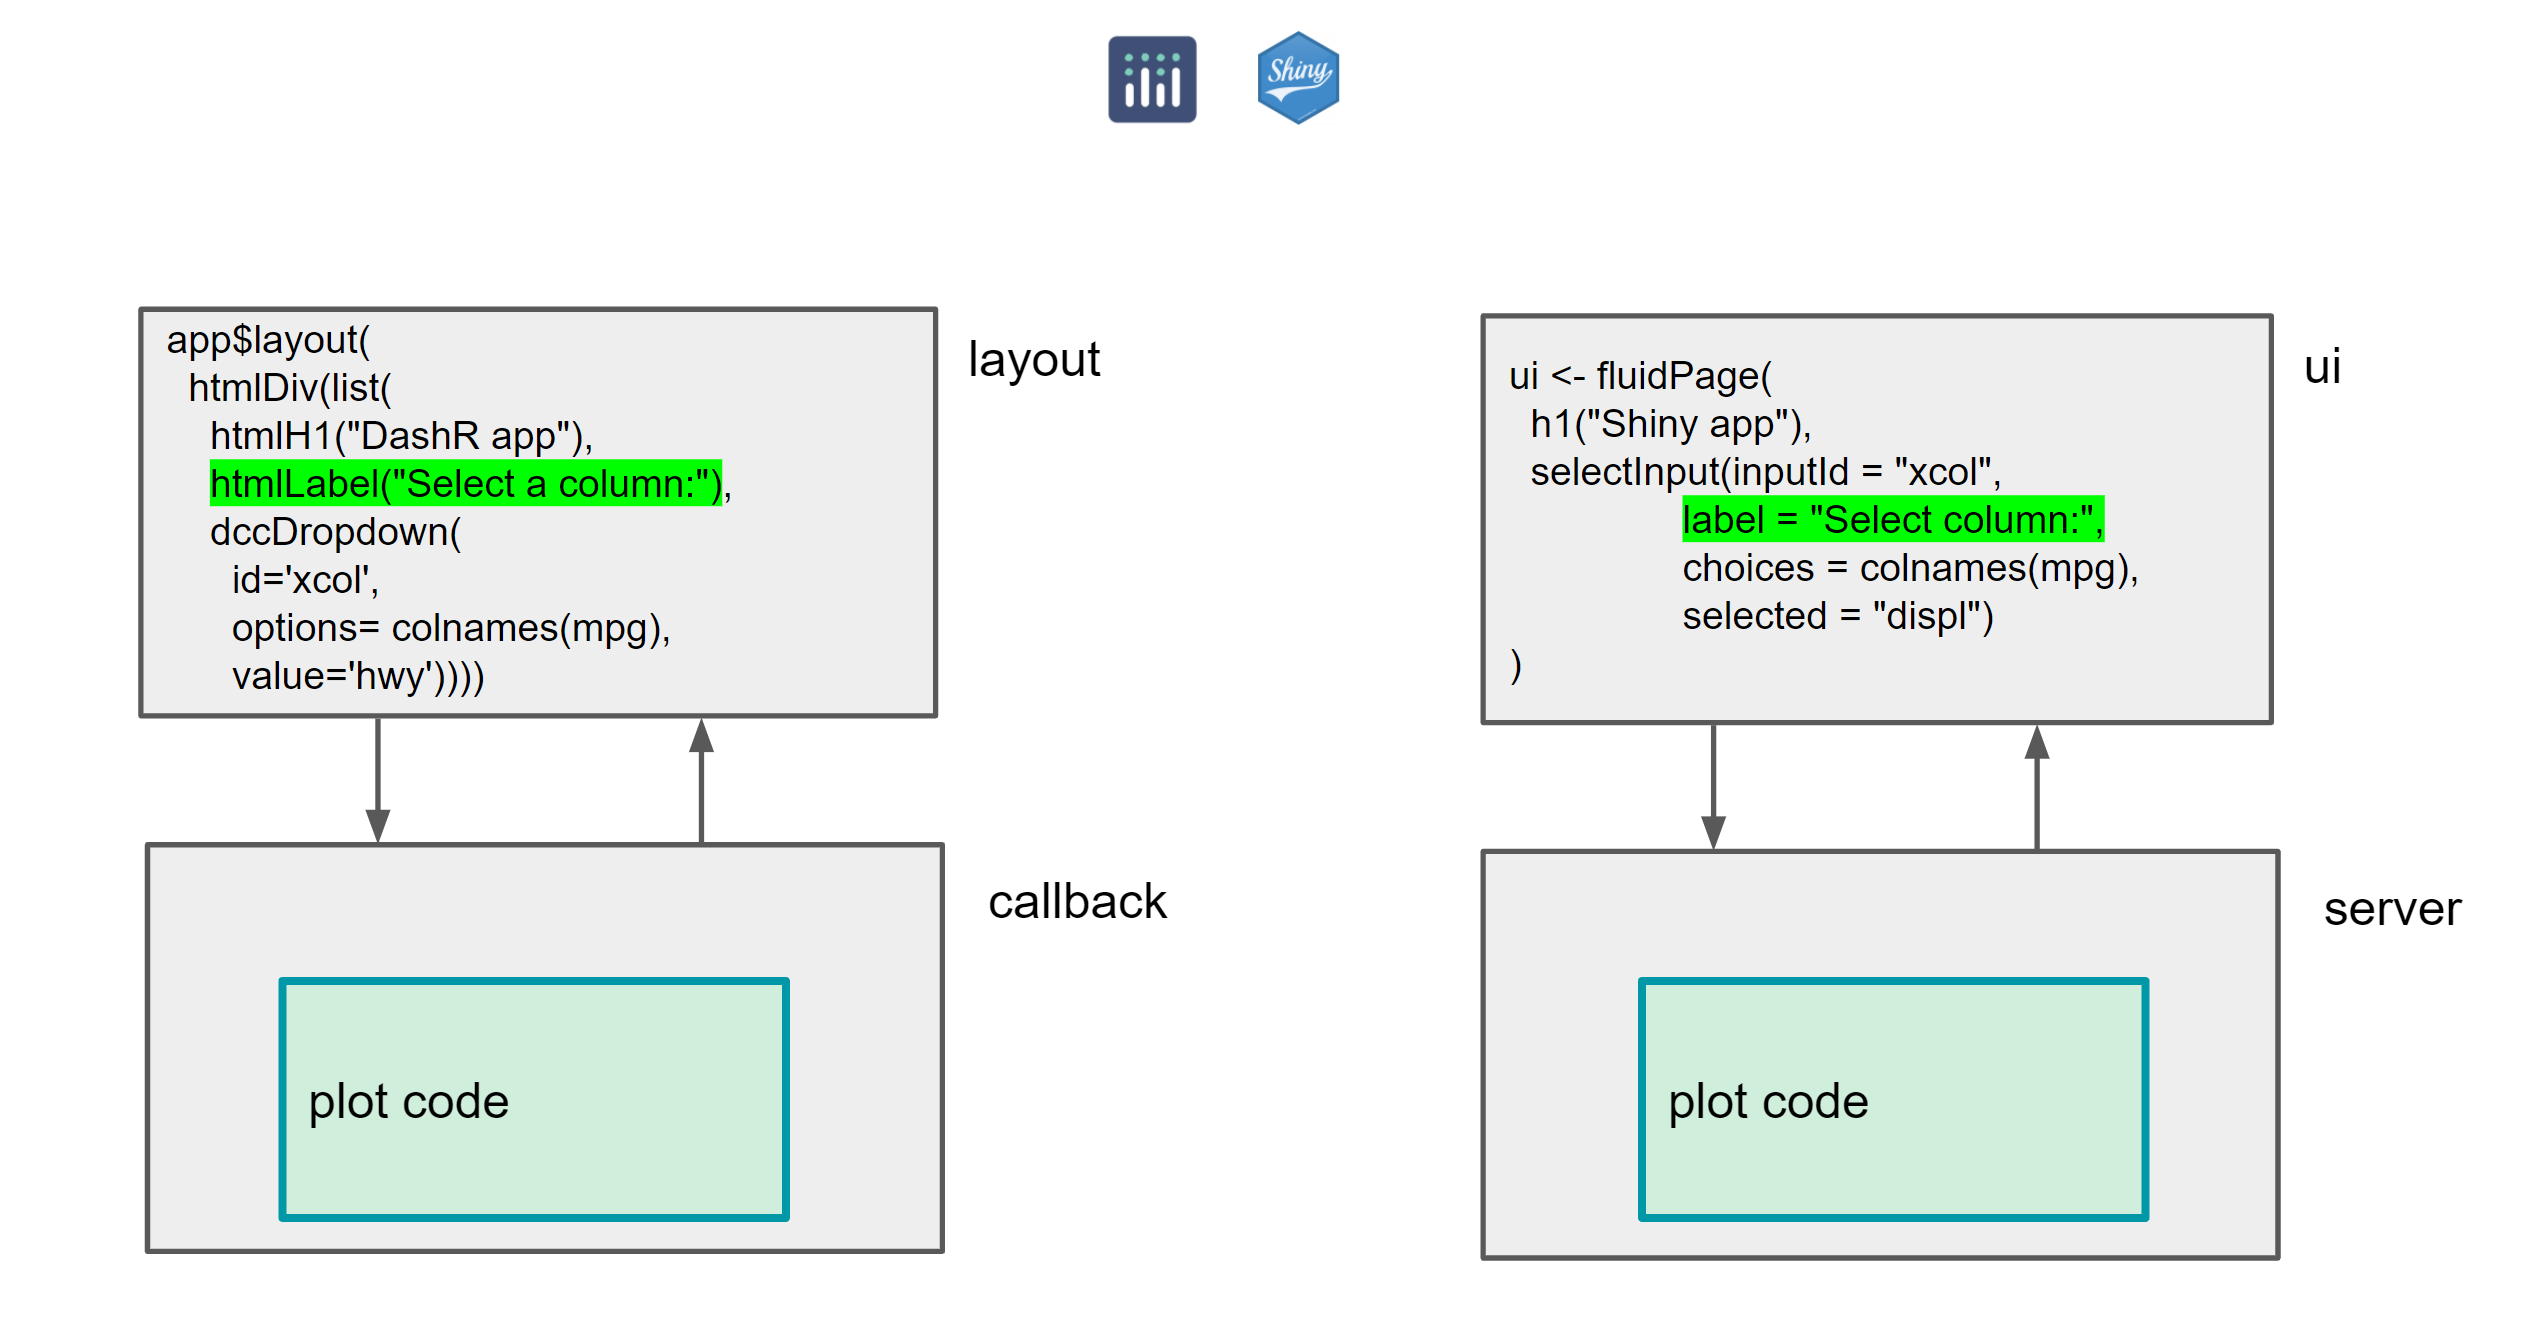 Shiny
app$layout(
htmlDiv(list(
htmlH1("DashR app"),
htmlLabel("Select a column:"),
dccDropdown(
id='xcol',
options= colnames(mpg),
value='hwy'))))
layout
callback
plot code
ui <- fluidPage(
h1("Shiny app"),
selectInput(inputId = "xcol",
label = "Select column:",
choices = colnames(mpg),
selected = "displ")
)
ui
server
plot code